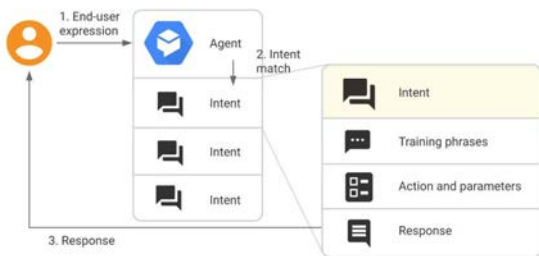 1. End-user
expression
Agent
2. Intent
match
Intent
Intent
Intent
Intent
Training phrases
Action and parameters
Response
3. Response